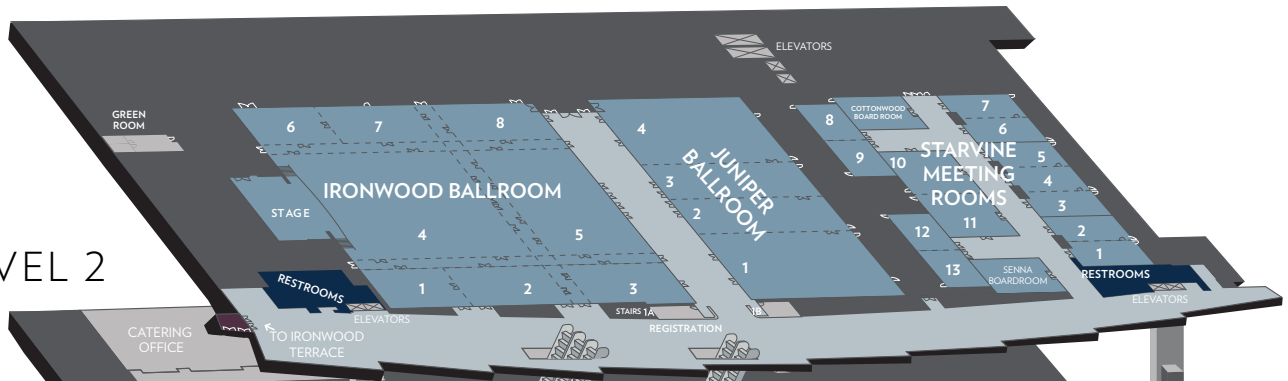 ELEVATORS
GREEN
ROOM
6
7
8
4
8
COTTONWOOD
BOARD ROOM
7
6
9
10
STARVINE
MEETING
ROOMS
5
4
3
2
1
IRONWOOD BALLROOM
JUNIPER
BALLROOM
3
2
1
STAGE
4
5
11
12
13
SENNA
BOARDROOM
RESTROOMS
ELEVATORS
VEL 2
RESTROOMS
1
2
3
ELEVATORS
STAIRS 1A
1B
REGISTRATION
CATERING
OFFICE
TO IRONWOOD
TERRACE